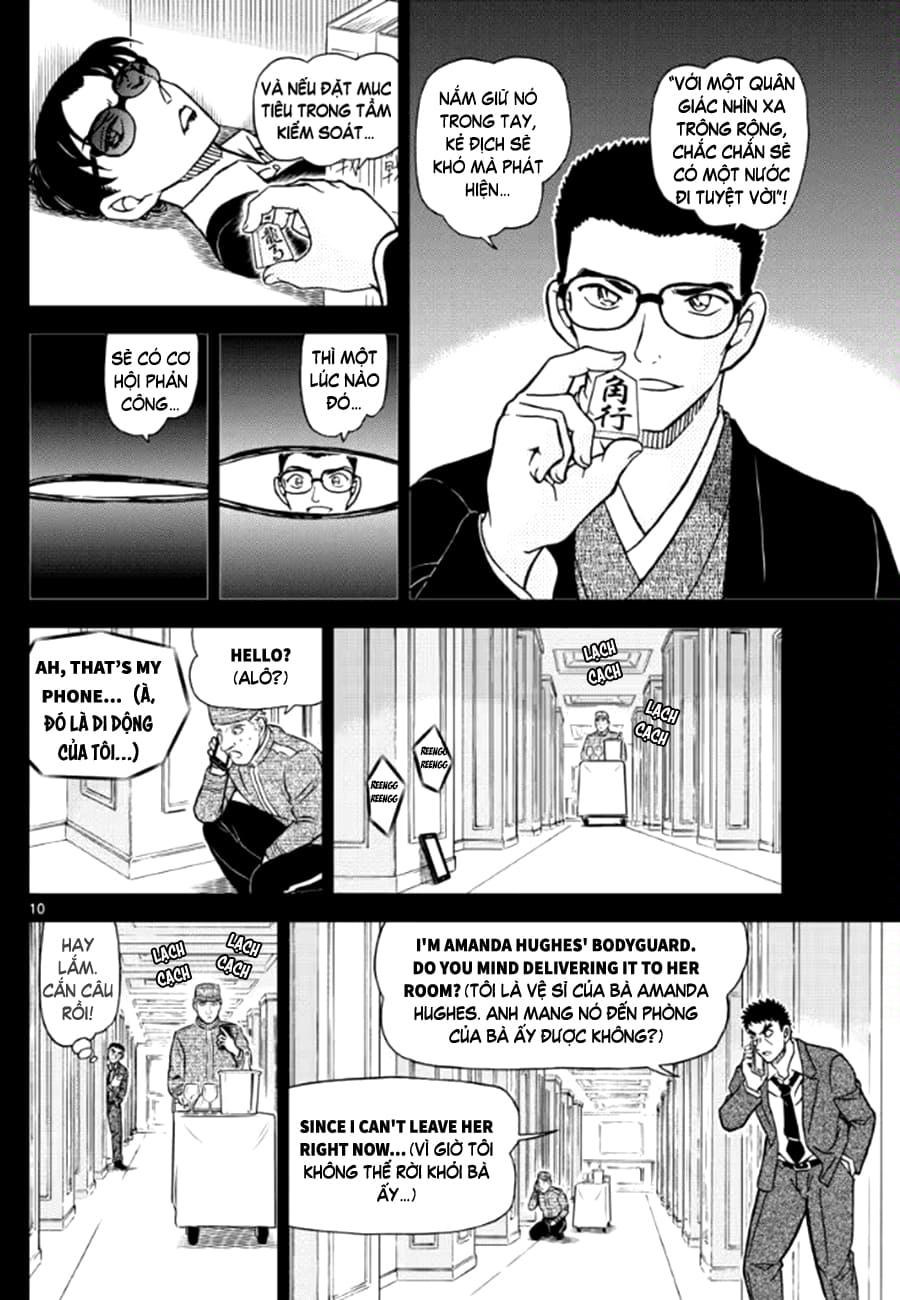 "VỚI MỘT QUÂN
GIÁC NHÌN XA
TRÔNG RỘNG,
CHẮC CHẮN SẼ
CÓ MỘT NƯỚC
ĐI TUYỆT VỜI"!
NẮM GIỮ NÓ
TRONG TAY,
KẺ ĐỊCH SẼ
KHÓ MÀ PHÁT
HIỆN...
角行
VÀ NẾU ĐẶT MỤC
TIÊU TRONG TẦM
KIỂM SOÁT...
THÌ MỘT
LÚC NÀO
ĐÓ...
SẼ CÓ CƠ
HỘI PHẢN
CÔNG...
LẠCH
CẠCH
LẠCH
CẠCH
REENGG
REENGG
REENGG
REENGG
HELLO?
(ALÔ?)
AH, THAT'S MY
PHONE... (À,
ĐÓ LÀ DI ĐỘNG
CỦA TÔI...)
10
I'M AMANDA HUGHES' BODYGUARD.
DO YOU MIND DELIVERING IT TO HER
ROOM? (TÔI LÀ VỆ SĨ CỦA BÀ AMANDA
HUGHES. ANH MANG NÓ ĐẾN PHÒNG
CỦA BÀ ẤY ĐƯỢC KHÔNG?)
SINCE I CAN'T LEAVE HER
RIGHT NOW... (VÌ GIỜ TÔI
KHÔNG THỂ RỜI KHỎI BÀ
ẤY...)
LẠCH
CẠCH
LẠCH
CẠCH
HAY
LẮM.
CẮN CÂU
RỒI!